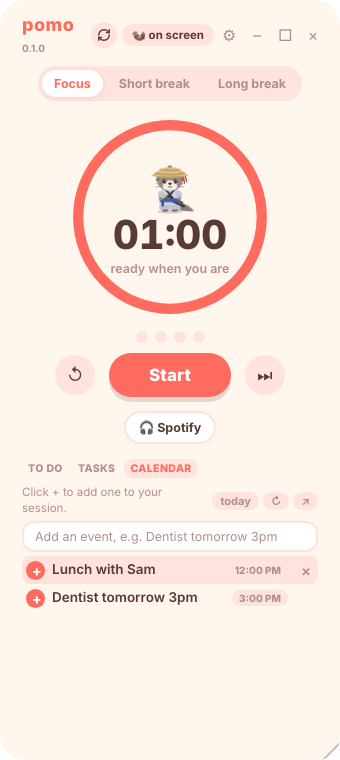 pomo
0.1.0
on screen
Focus Short break Long break
01:00
ready when you are
Start
Spotify
TO DO TASKS CALENDAR
Click + to add one to your
session.
today
Add an event, e.g. Dentist tomorrow 3pm
+ Lunch with Sam 12:00 PM ×
+ Dentist tomorrow 3pm 3:00 PM